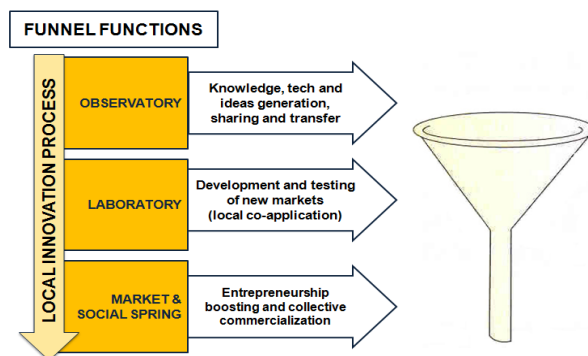 FUNNEL FUNCTIONS
LOCAL INNOVATION PROCESS
OBSERVATORY
Knowledge, tech and
ideas generation,
sharing and transfer
LABORATORY
Development and testing
of new markets
(local co-application)
MARKET &
SOCIAL SPRING
Entrepreneurship
boosting and collective
commercialization